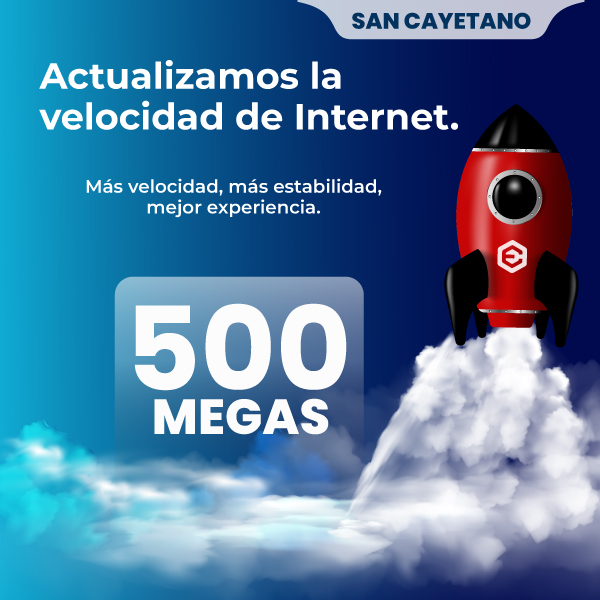 SAN CAYETANO
Actualizamos la
velocidad de Internet.
Más velocidad, más estabilidad,
mejor experiencia.
500
MEGAS